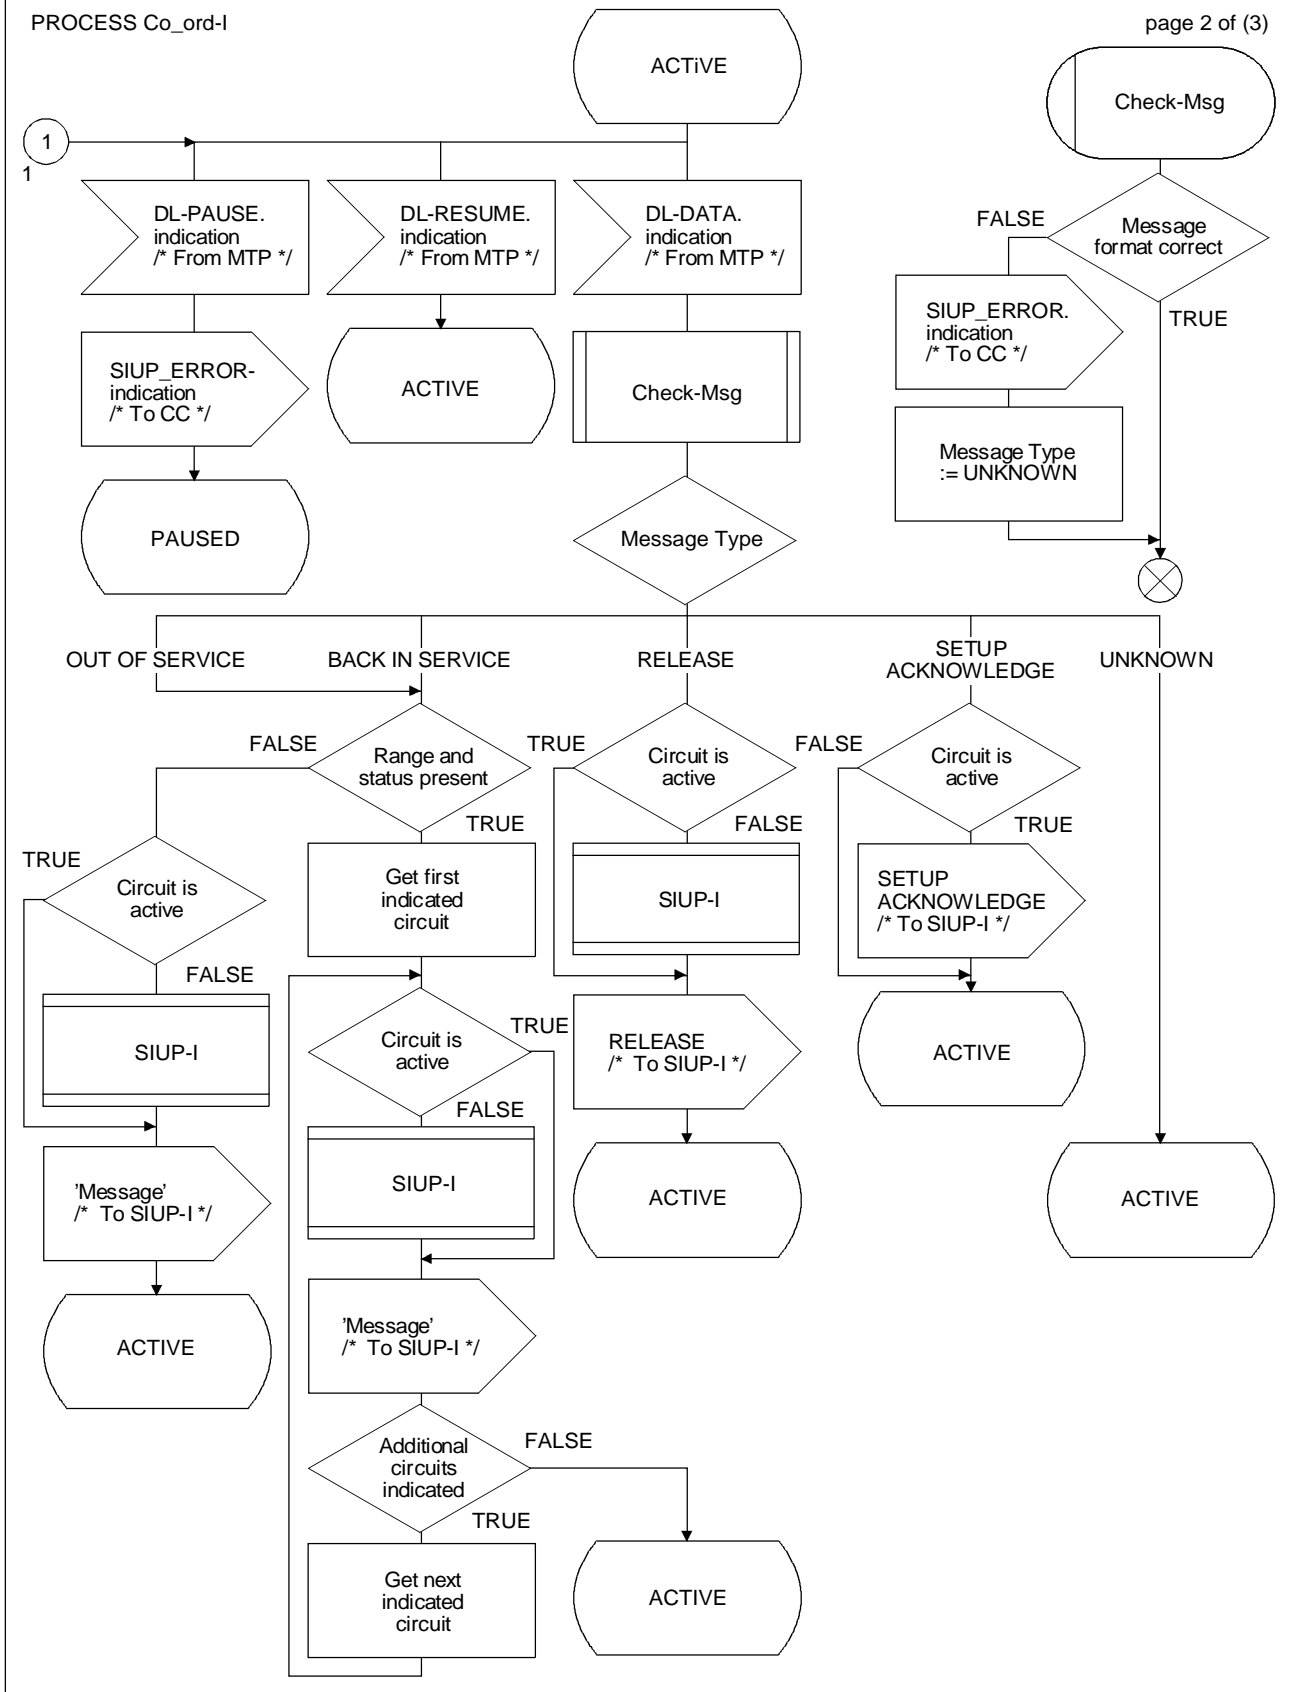 PROCESS Co_ord-I
page 2 of (3)
ACTiVE
Check-Msg
1
1
DL-PAUSE.
indication
/* From MTP */
DL-RESUME.
indication
/* From MTP */
DL-DATA.
indication
/* From MTP */
FALSE
Message
format correct
TRUE
SIUP_ERROR.
indication
/* To CC */
SIUP_ERROR-
indication
/* To CC */
ACTIVE
Check-Msg
Message Type
:= UNKNOWN
PAUSED
Message Type
OUT OF SERVICE
BACK IN SERVICE
RELEASE
SETUP
ACKNOWLEDGE
UNKNOWN
FALSE
Range and
status present
TRUE
TRUE
Circuit is
active
FALSE
FALSE
Circuit is
active
TRUE
TRUE
Circuit is
active
FALSE
Get first
indicated
circuit
SIUP-I
SETUP
ACKNOWLEDGE
/* To SIUP-I */
SIUP-I
Circuit is
active
TRUE
FALSE
RELEASE
/* To SIUP-I */
ACTIVE
'Message'
/* To SIUP-I */
SIUP-I
ACTIVE
ACTIVE
ACTIVE
'Message'
/* To SIUP-I */
Additional
circuits
indicated
FALSE
TRUE
Get next
indicated
circuit
ACTIVE